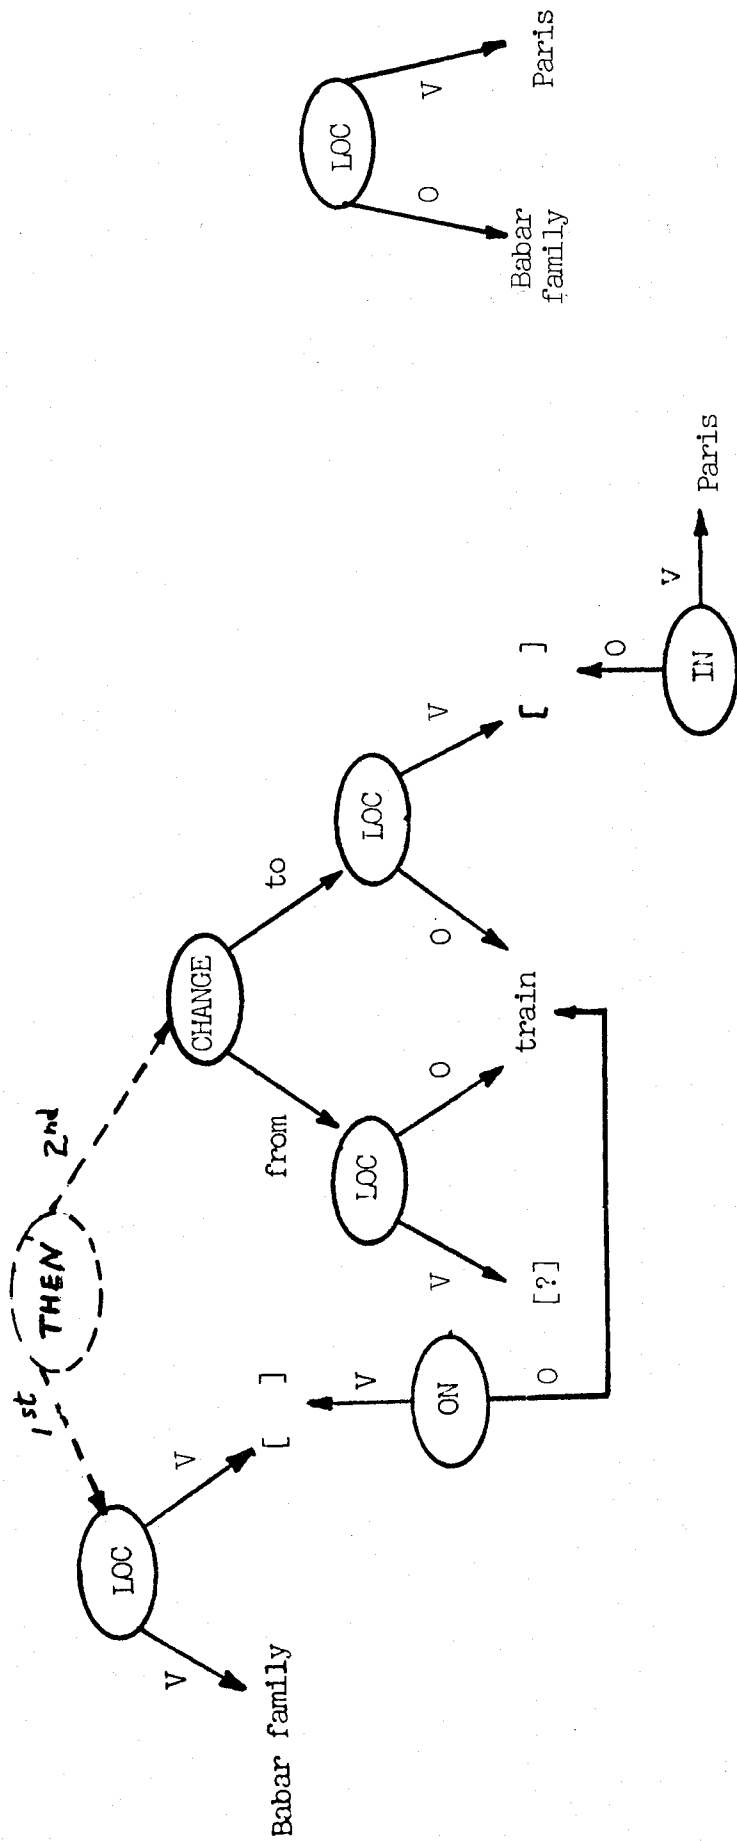 THEN
1st
2nd
LOC
V
V
Babar family
[ ]
V
ON
O
CHANGE
from
to
LOC
V
O
[?]
train
LOC
O
V
[ ]
O
IN
V
Paris
LOC
O
V
Babar
family
Paris